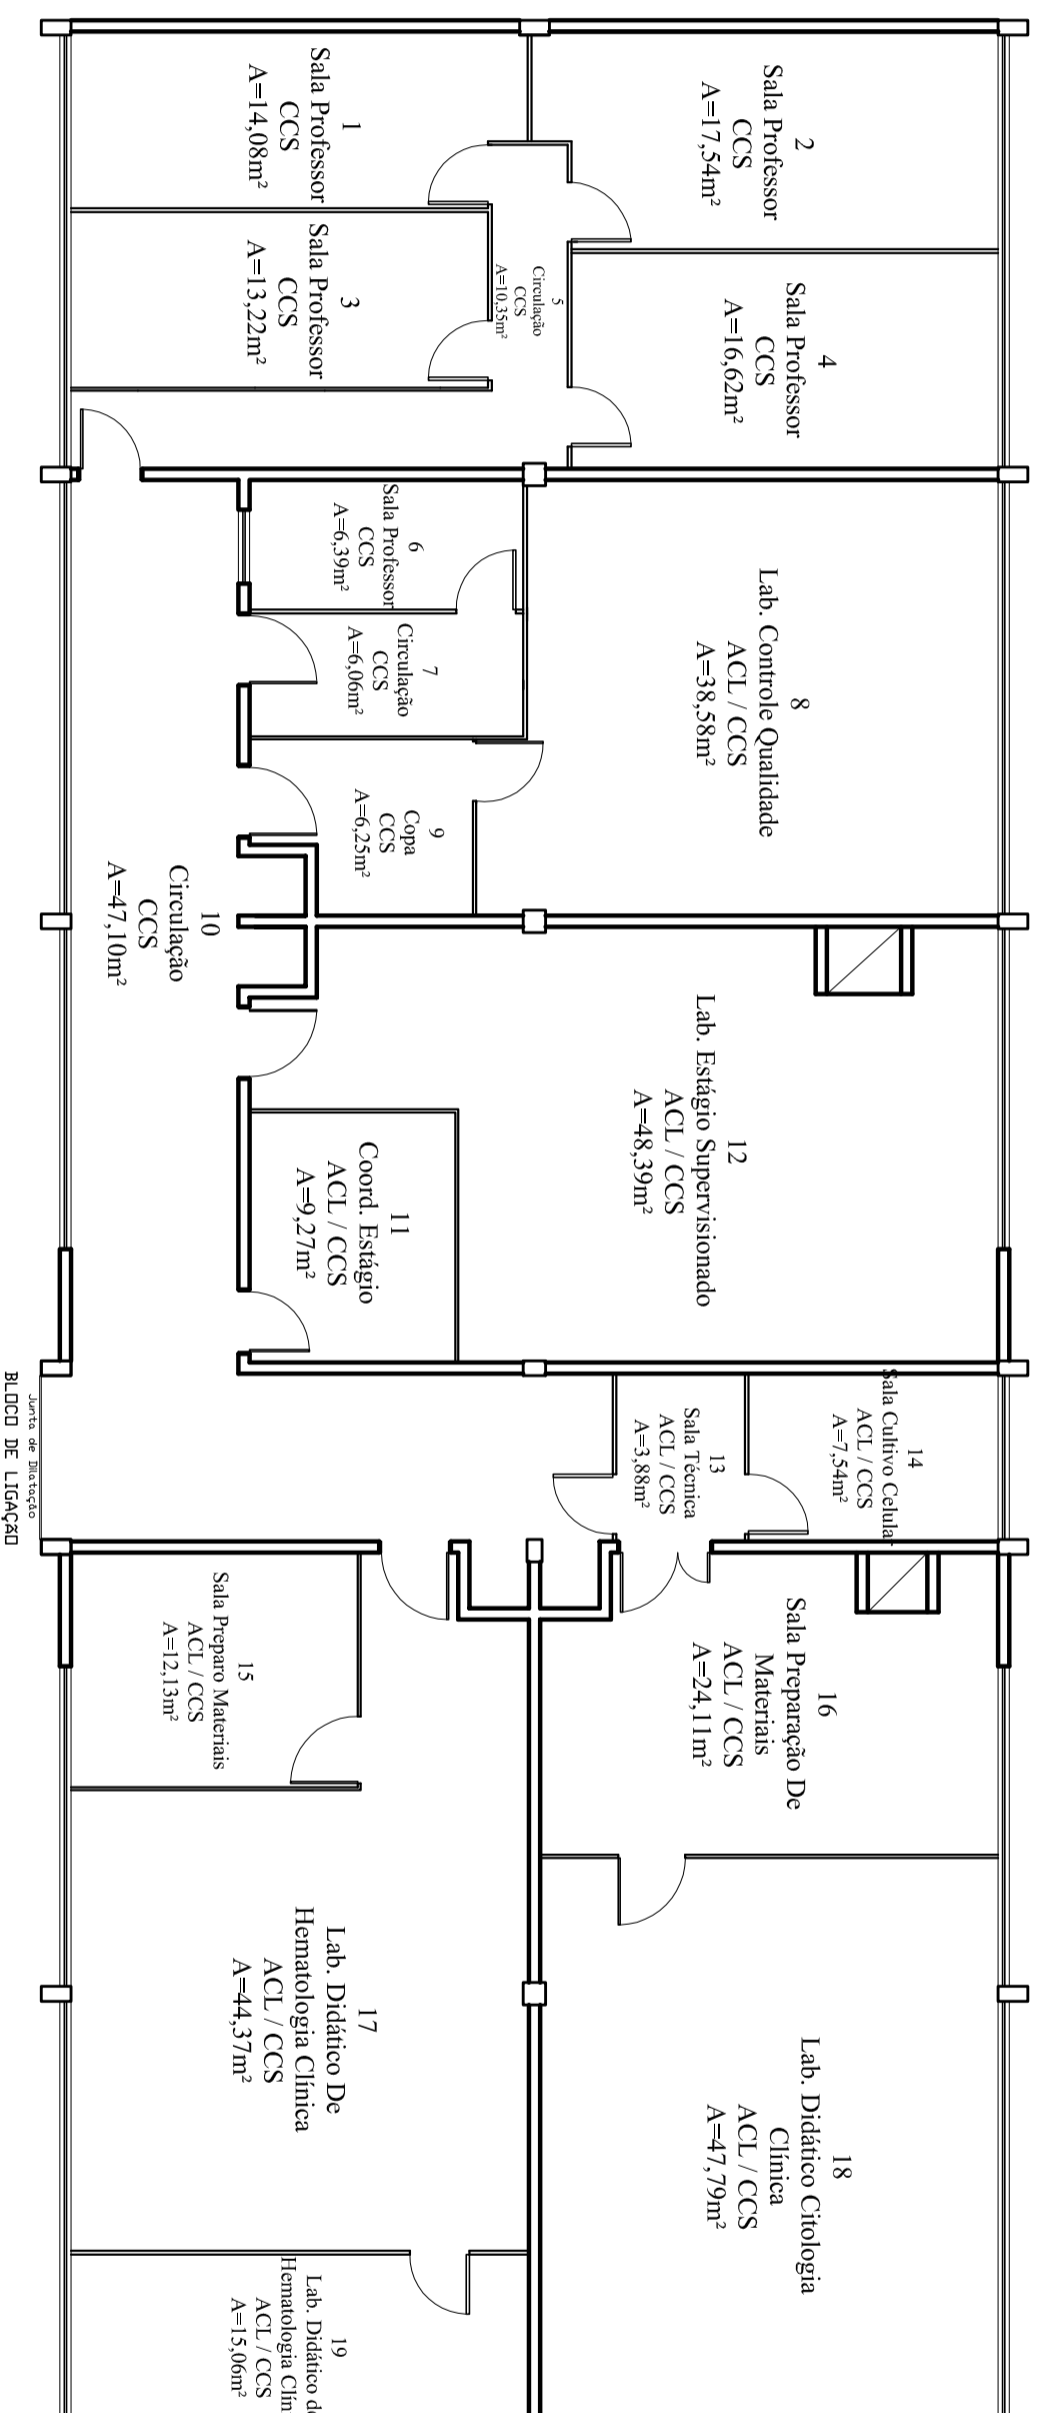 1
Sala Professor
CCS
A=14,08m²
2
Sala Professor
CCS
A=17,54m²
3
Sala Professor
CCS
A=13,22m²
4
Sala Professor
CCS
A=16,62m²
5
Circulação
CCS
A=10,35m²
6
Sala Professor
CCS
A=6,39m²
7
Circulação
CCS
A=6,06m²
8
Lab. Controle Qualidade
ACL / CCS
A=38,58m²
9
Copa
CCS
A=6,25m²
10
Circulação
CCS
A=47,10m²
11
Coord. Estágio
ACL / CCS
A=9,27m²
12
Lab. Estágio Supervisionado
ACL / CCS
A=48,39m²
13
Sala Técnica
ACL / CCS
A=3,88m²
14
Sala Cultivo Celular
ACL / CCS
A=7,54m²
Junta de Dilatação
BLOCO DE LIGAÇÃO
15
Sala Preparo Materiais
ACL / CCS
A=12,13m²
16
Sala Preparação De
Materiais
ACL / CCS
A=24,11m²
17
Lab. Didático De
Hematologia Clínica
ACL / CCS
A=44,37m²
18
Lab. Didático Citologia
Clínica
ACL / CCS
A=47,79m²
19
Lab. Didático de
Hematologia Clín
ACL / CCS
A=15,06m²